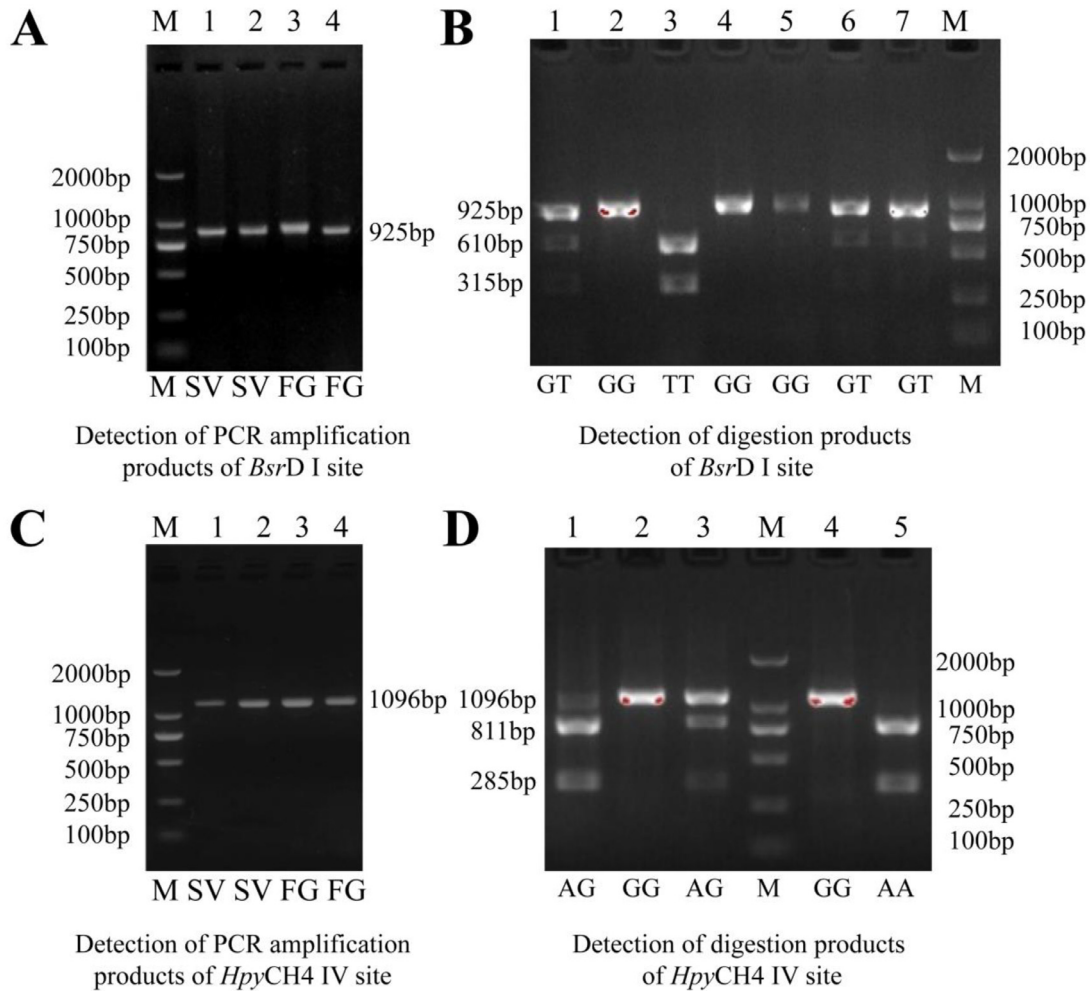 A
M 1 2 3 4
2000bp
1000bp
750bp
500bp
250bp
100bp
925bp
M SV SV FG FG
Detection of PCR amplification
products of BsrD I site
B
1 2 3 4 5 6 7 M
925bp
610bp
315bp
2000bp
1000bp
750bp
500bp
250bp
100bp
GT GG TT GG GG GT GT M
Detection of digestion products
of BsrD I site
C
M 1 2 3 4
2000bp
1000bp
750bp
500bp
250bp
100bp
1096bp
M SV SV FG FG
Detection of PCR amplification
products of HpyCH4 IV site
D
1 2 3 M 4 5
1096bp
811bp
285bp
2000bp
1000bp
750bp
500bp
250bp
100bp
AG GG AG M GG AA
Detection of digestion products
of HpyCH4 IV site